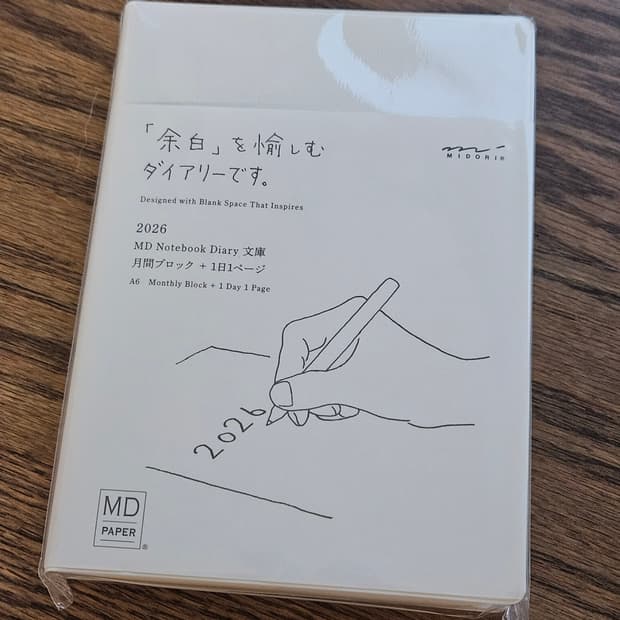 「余白」を愉しむ
ダイアリーです。
MIDORI®
Designed with Blank Space That Inspires
2026
MD Notebook Diary 文庫
月間ブロック + 1日1ページ
A6 Monthly Block + 1 Day 1 Page
2026
MD
PAPER®